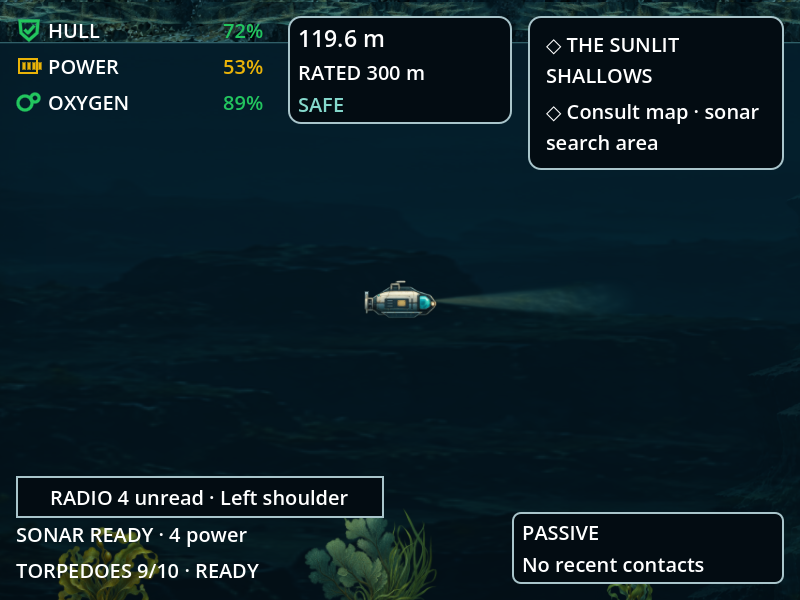 HULL 72%
POWER 53%
OXYGEN 89%
119.6 m
RATED 300 m
SAFE
◇ THE SUNLIT
SHALLOWS
◇ Consult map · sonar
search area
RADIO 4 unread · Left shoulder
SONAR READY · 4 power
TORPEDOES 9/10 · READY
PASSIVE
No recent contacts